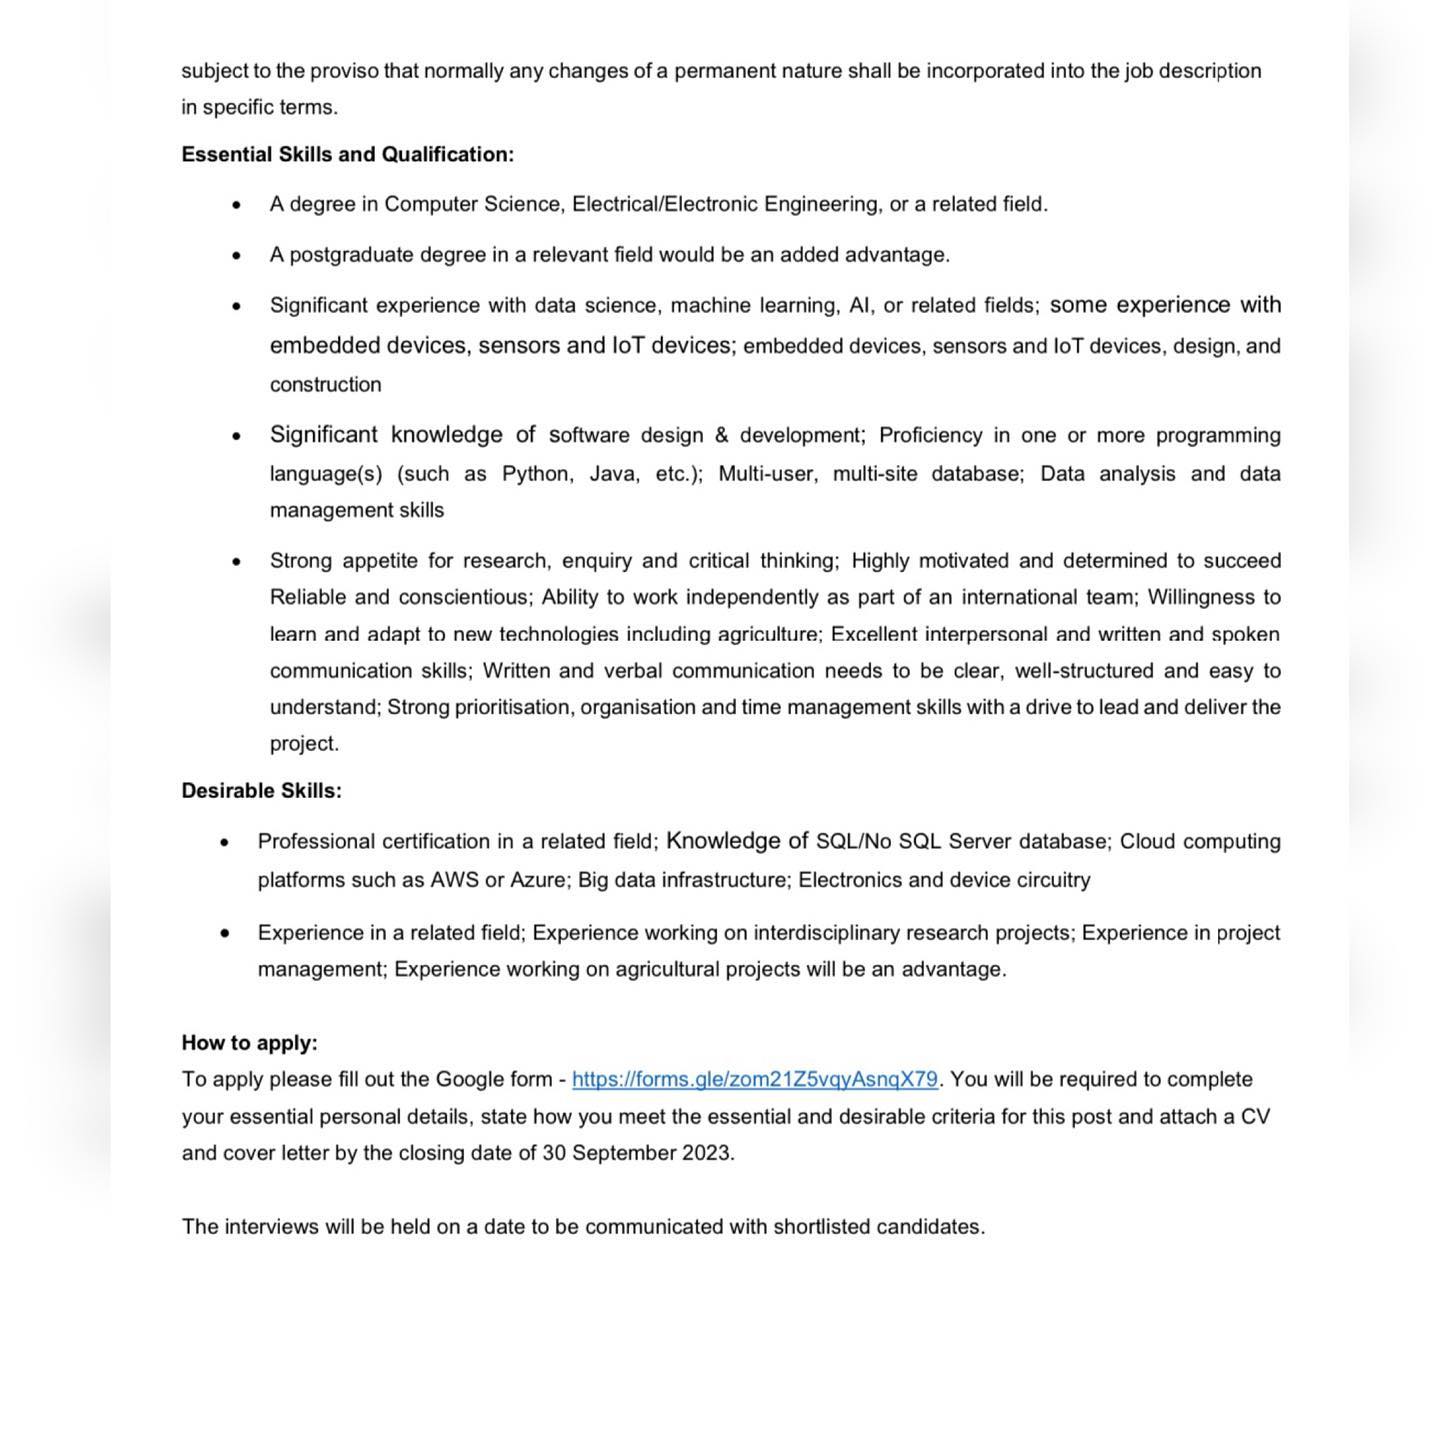 subject to the proviso that normally any changes of a permanent nature shall be incorporated into the job description
in specific terms.
Essential Skills and Qualification:
• A degree in Computer Science, Electrical/Electronic Engineering, or a related field.
• A postgraduate degree in a relevant field would be an added advantage.
• Significant experience with data science, machine learning, AI, or related fields; some experience with
embedded devices, sensors and IoT devices; embedded devices, sensors and IoT devices, design, and
construction
• Significant knowledge of software design & development; Proficiency in one or more programming
language(s) (such as Python, Java, etc.); Multi-user, multi-site database; Data analysis and data
management skills
• Strong appetite for research, enquiry and critical thinking; Highly motivated and determined to succeed
Reliable and conscientious; Ability to work independently as part of an international team; Willingness to
learn and adapt to new technologies including agriculture; Excellent interpersonal and written and spoken
communication skills; Written and verbal communication needs to be clear, well-structured and easy to
understand; Strong prioritisation, organisation and time management skills with a drive to lead and deliver the
project.
Desirable Skills:
• Professional certification in a related field; Knowledge of SQL/No SQL Server database; Cloud computing
platforms such as AWS or Azure; Big data infrastructure; Electronics and device circuitry
• Experience in a related field; Experience working on interdisciplinary research projects; Experience in project
management; Experience working on agricultural projects will be an advantage.
How to apply:
To apply please fill out the Google form - https://forms.gle/zom21Z5vqyAsnqX79. You will be required to complete
your essential personal details, state how you meet the essential and desirable criteria for this post and attach a CV
and cover letter by the closing date of 30 September 2023.
The interviews will be held on a date to be communicated with shortlisted candidates.